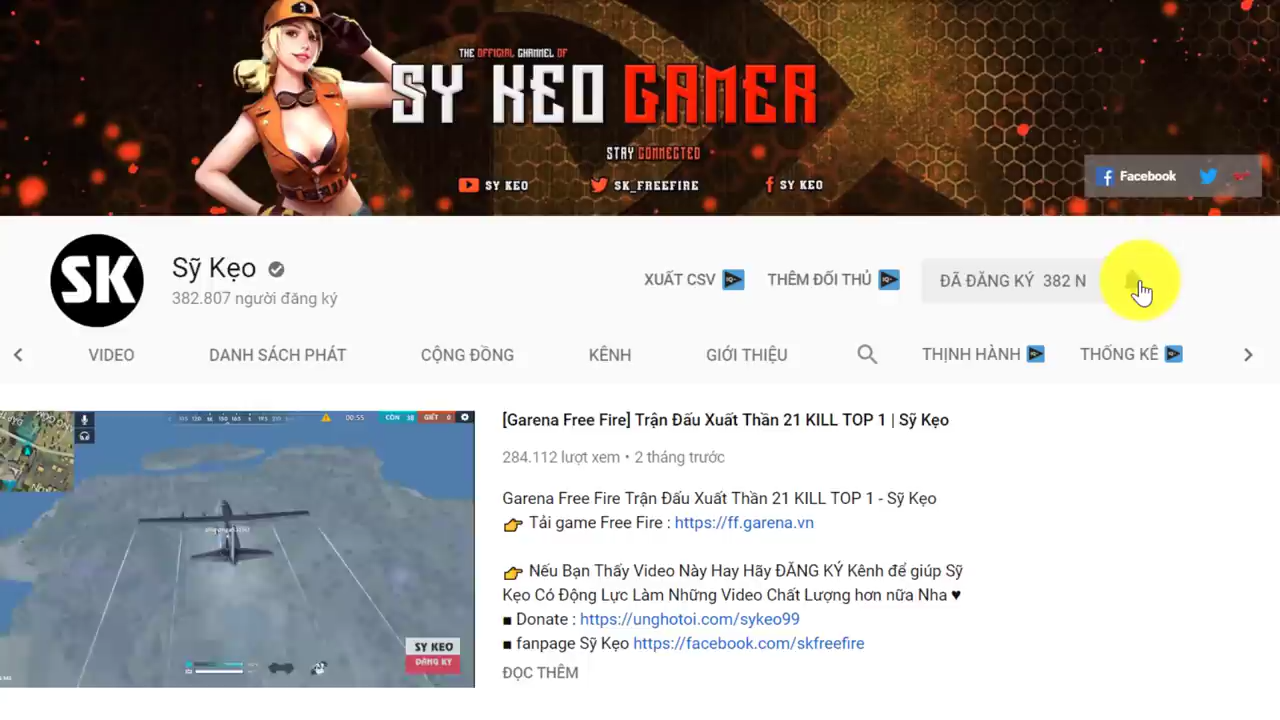 THE OFFICIAL CHANNEL OF
SY KEO GAMER
STAY CONNECTED
SY KEO
SK_FREEFIRE
SY KEO
Facebook
SK
Sỹ Kẹo
382.807 người đăng ký
XUẤT CSV
THÊM ĐỐI THỦ
ĐÃ ĐĂNG KÝ 382 N
VIDEO
DANH SÁCH PHÁT
CỘNG ĐỒNG
KÊNH
GIỚI THIỆU
THỊNH HÀNH
THỐNG KÊ
00:55
CÒN 38
GIẾT 0
SY KEO
ĐĂNG KÝ
[Garena Free Fire] Trận Đấu Xuất Thần 21 KILL TOP 1 | Sỹ Kẹo
284.112 lượt xem • 2 tháng trước
Garena Free Fire Trận Đấu Xuất Thần 21 KILL TOP 1 - Sỹ Kẹo
👉 Tải game Free Fire : https://ff.garena.vn
👉 Nếu Bạn Thấy Video Này Hay Hãy ĐĂNG KÝ Kênh để giúp Sỹ
Kẹo Có Động Lực Làm Những Video Chất Lượng hơn nữa Nha ♥
■ Donate : https://unghotoi.com/sykeo99
■ fanpage Sỹ Kẹo https://facebook.com/skfreefire
ĐỌC THÊM